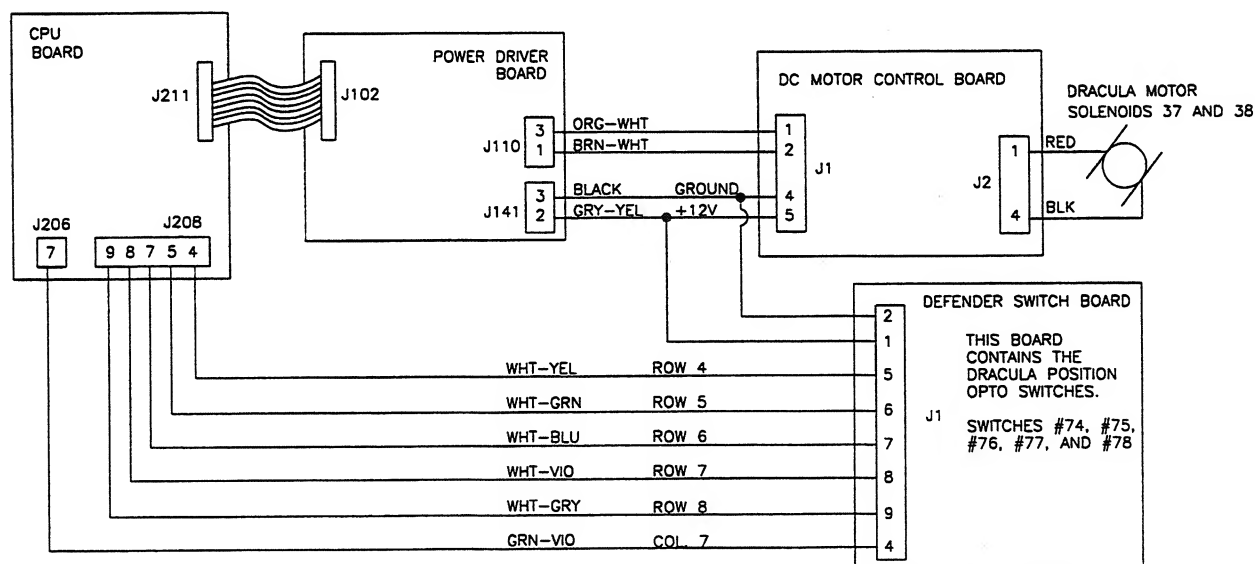 CPU
BOARD
J211
J102
POWER DRIVER
BOARD
DC MOTOR CONTROL BOARD
DRACULA MOTOR
SOLENOIDS 37 AND 38
J110
3 ORG-WHT 1
1 BRN-WHT 2
J1
J141
3 BLACK GROUND 4
2 GRY-YEL +12V 5
J2
1 RED
4 BLK
J206
7
J208
9 8 7 5 4
DEFENDER SWITCH BOARD
2
1
THIS BOARD
CONTAINS THE
DRACULA POSITION
OPTO SWITCHES.
J1
SWITCHES #74, #75,
#76, #77, AND #78
WHT-YEL ROW 4 5
WHT-GRN ROW 5 6
WHT-BLU ROW 6 7
WHT-VIO ROW 7 8
WHT-GRY ROW 8 9
GRN-VIO COL. 7 4